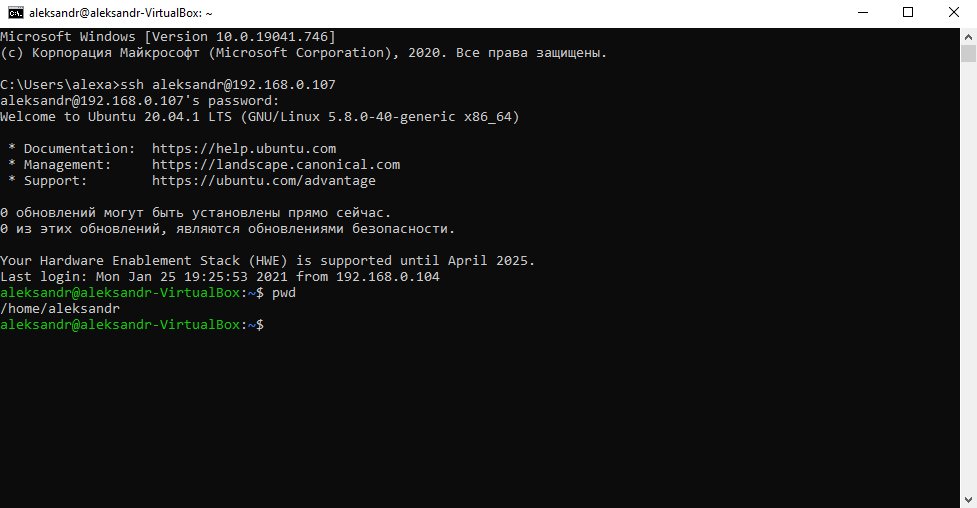 aleksandr@aleksandr-VirtualBox: ~
Microsoft Windows [Version 10.0.19041.746]
(c) Корпорация Майкрософт (Microsoft Corporation), 2020. Все права защищены.
C:\Users\alexa>ssh aleksandr@192.168.0.107
aleksandr@192.168.0.107's password:
Welcome to Ubuntu 20.04.1 LTS (GNU/Linux 5.8.0-40-generic x86_64)
* Documentation:  https://help.ubuntu.com
* Management:     https://landscape.canonical.com
* Support:        https://ubuntu.com/advantage
0 обновлений могут быть установлены прямо сейчас.
0 из этих обновлений, являются обновлениями безопасности.
Your Hardware Enablement Stack (HWE) is supported until April 2025.
Last login: Mon Jan 25 19:25:53 2021 from 192.168.0.104
aleksandr@aleksandr-VirtualBox:~$ pwd
/home/aleksandr
aleksandr@aleksandr-VirtualBox:~$